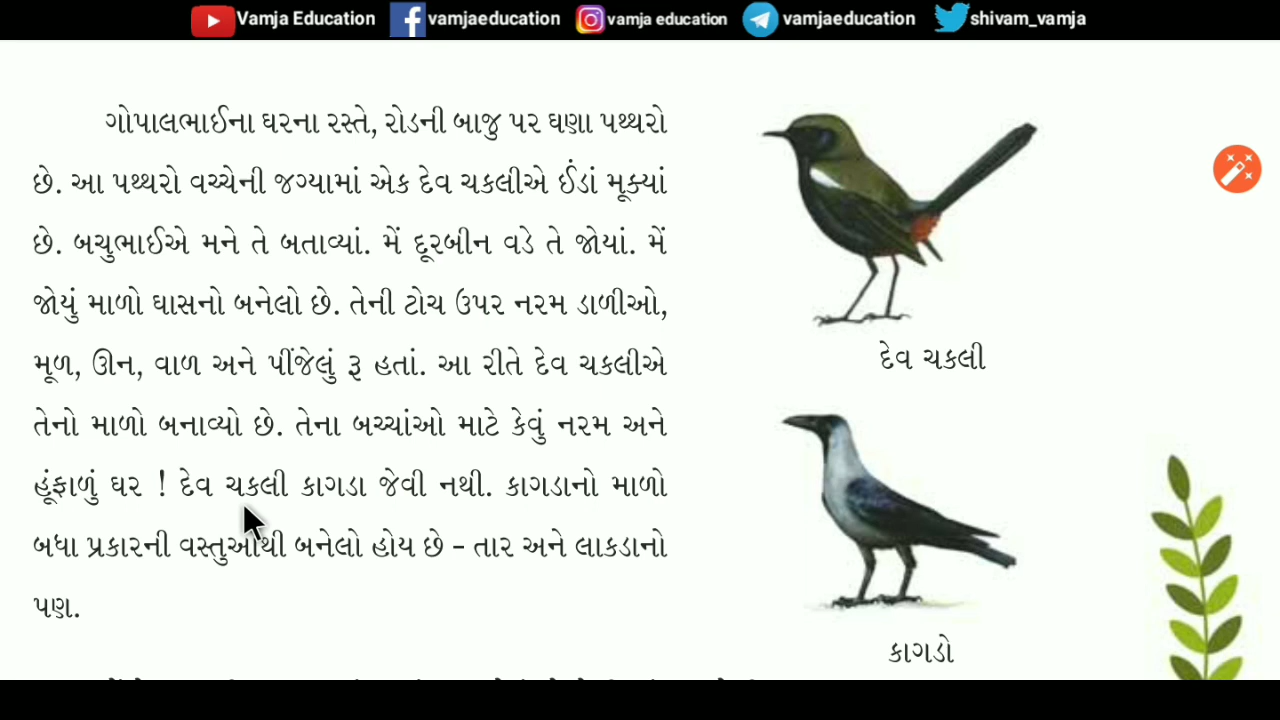 Vamja Education vamjaeducation vamja education vamjaeducation shivam_vamja
ગોપાલભાઈના ઘરના રસ્તે, રોડની બાજુ પર ઘણા પથ્થરો
છે. આ પથ્થરો વચ્ચેની જગ્યામાં એક દેવ ચકલીએ ઈંડાં મૂક્યાં
છે. બચુભાઈએ મને તે બતાવ્યાં. મેં દૂરબીન વડે તે જોયાં. મેં
જોયું માળો ઘાસનો બનેલો છે. તેની ટોચ ઉપર નરમ ડાળીઓ,
મૂળ, ઊન, વાળ અને પીંજેલું રૂ હતાં. આ રીતે દેવ ચકલીએ
તેનો માળો બનાવ્યો છે. તેના બચ્ચાંઓ માટે કેવું નરમ અને
હૂંફાળું ઘર ! દેવ ચકલી કાગડા જેવી નથી. કાગડાનો માળો
બધા પ્રકારની વસ્તુઓથી બનેલો હોય છે - તાર અને લાકડાનો
પણ.
દેવ ચકલી
કાગડો